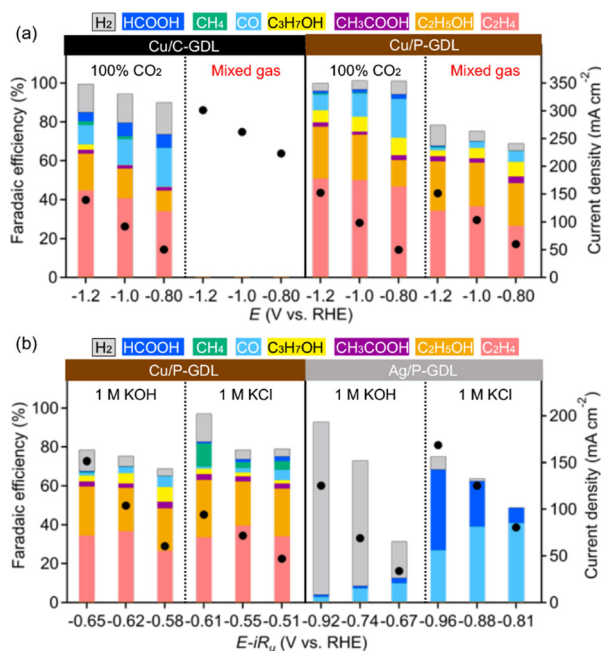 (a)
H2 HCOOH CH4 CO C3H7OH CH3COOH C2H5OH C2H4
Cu/C-GDL Cu/P-GDL
100% CO2 Mixed gas 100% CO2 Mixed gas
Faradaic efficiency (%)
100
80
60
40
20
0
350
300
250
200
150
100
50
0
Current density (mA cm-2)
-1.2 -1.0 -0.80 -1.2 -1.0 -0.80 -1.2 -1.0 -0.80 -1.2 -1.0 -0.80
E (V vs. RHE)
(b)
H2 HCOOH CH4 CO C3H7OH CH3COOH C2H5OH C2H4
Cu/P-GDL Ag/P-GDL
1 M KOH 1 M KCl 1 M KOH 1 M KCl
Faradaic efficiency (%)
100
80
60
40
20
0
200
150
100
50
0
Current density (mA cm-2)
-0.65 -0.62 -0.58 -0.61 -0.55 -0.51 -0.92 -0.74 -0.67 -0.96 -0.88 -0.81
E-iRu (V vs. RHE)